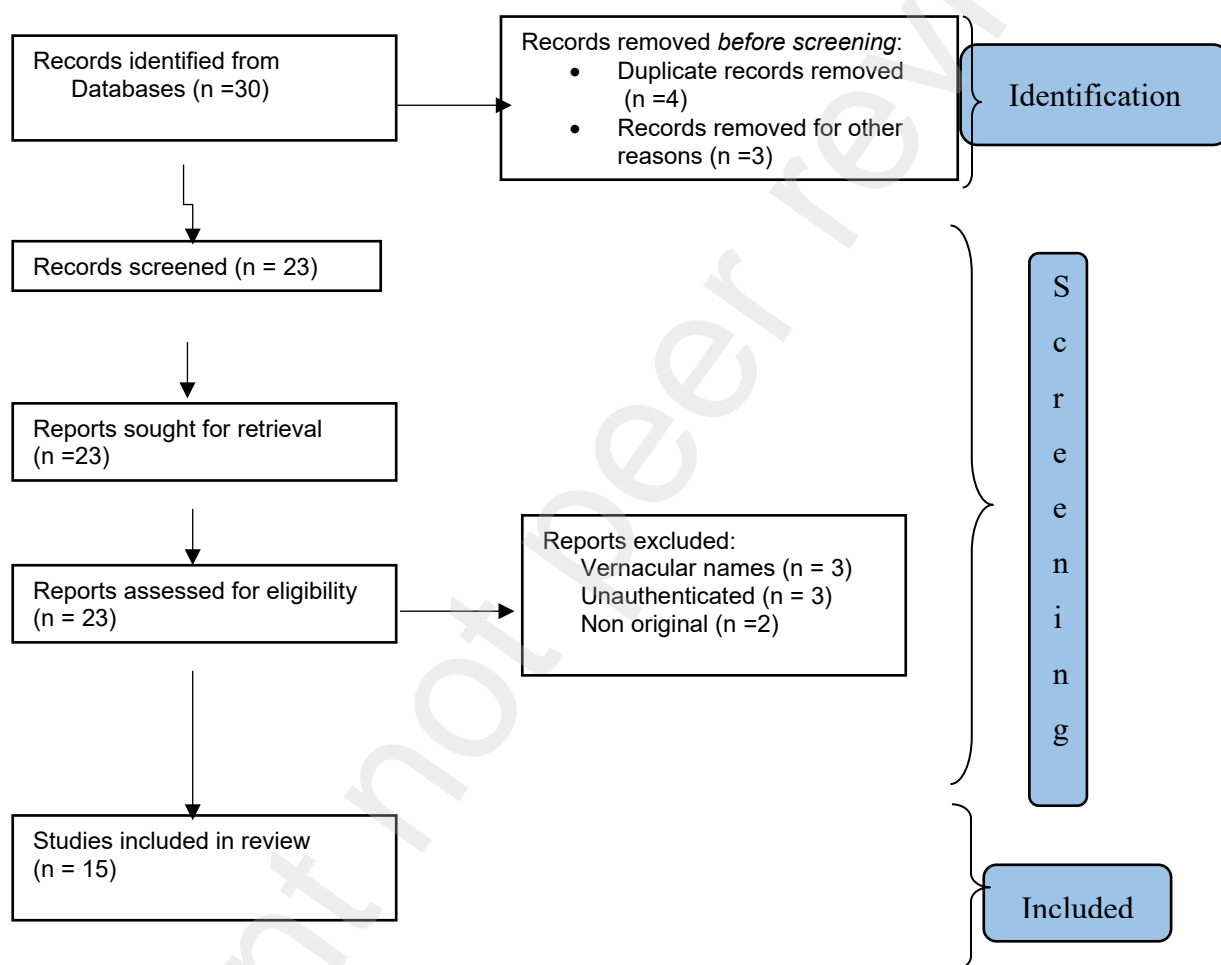 Records identified from
Databases (n =30)
Records removed before screening:
• Duplicate records removed
(n =4)
• Records removed for other
reasons (n =3)
Identification
Records screened (n = 23)
Reports sought for retrieval
(n =23)
Reports assessed for eligibility
(n = 23)
Reports excluded:
Vernacular names (n = 3)
Unauthenticated (n = 3)
Non original (n =2)
S
c
r
e
e
n
i
n
g
Studies included in review
(n = 15)
Included
not peer